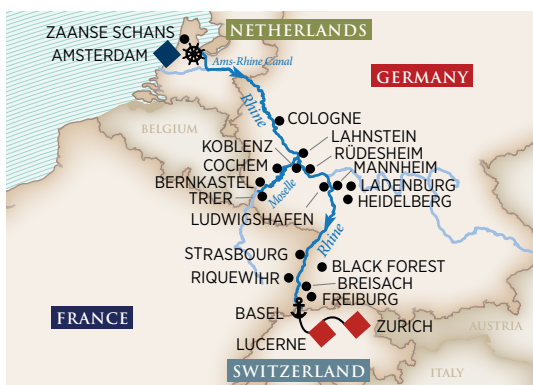 ZAANSE SCHANS
NETHERLANDS
AMSTERDAM
Ams-Rhine Canal
GERMANY
Rhine
COLOGNE
BELGIUM
LAHNSTEIN
KOBLENZ
RÜDESHEIM
COCHEM
MANNHEIM
BERNKASTEL
LADENBURG
TRIER
Moselle
HEIDELBERG
LUDWIGSHAFEN
Rhine
STRASBOURG
BLACK FOREST
RIQUEWIHR
BREISACH
FREIBURG
FRANCE
BASEL
ZURICH
AUSTRIA
LUCERNE
SWITZERLAND
ITALY